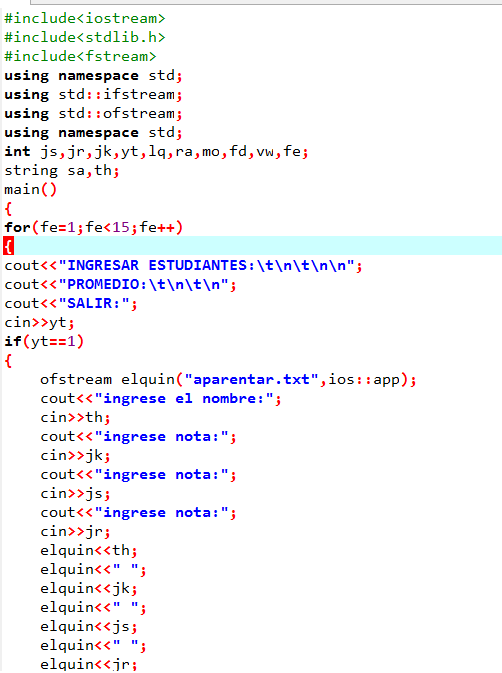 #include<iostream>
#include<stdlib.h>
#include<fstream>
using namespace std;
using std::ifstream;
using std::ofstream;
using namespace std;
int js,jr,jk,yt,lq,ra,mo,fd,vw,fe;
string sa,th;
main()
{
for(fe=1;fe<15;fe++)
{
cout<<"INGRESAR ESTUDIANTES:\t\n\t\n\n";
cout<<"PROMEDIO:\t\n\t\n";
cout<<"SALIR:";
cin>>yt;
if(yt==1)
{
    ofstream elquin("aparentar.txt",ios::app);
    cout<<"ingrese el nombre:";
    cin>>th;
    cout<<"ingrese nota:";
    cin>>jk;
    cout<<"ingrese nota:";
    cin>>js;
    cout<<"ingrese nota:";
    cin>>jr;
    elquin<<th;
    elquin<<" ";
    elquin<<jk;
    elquin<<" ";
    elquin<<js;
    elquin<<" ";
    elquin<<jr;